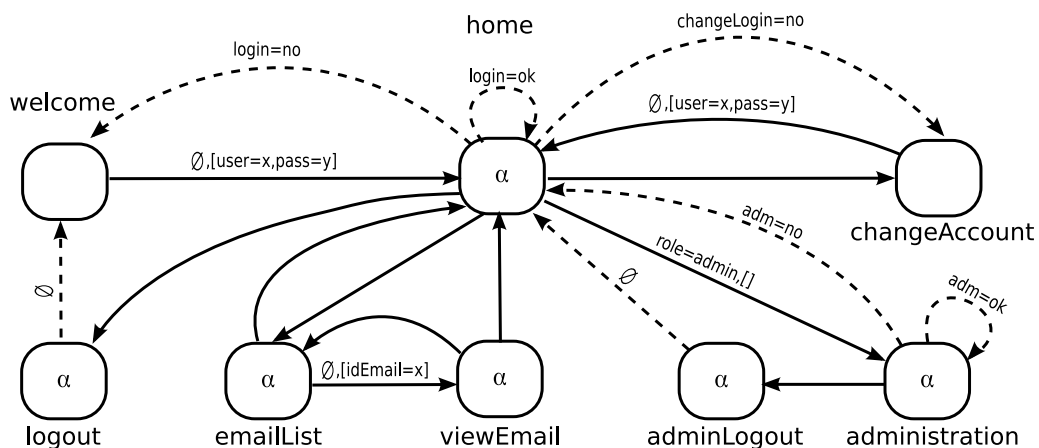 home
changeLogin=no
login=no
login=ok
welcome
∅,[user=x,pass=y]
∅,[user=x,pass=y]
α
changeAccount
adm=no
role=admin,[]
∅
∅
adm=ok
∅,[idEmail=x]
α
α
α
α
α
logout
emailList
viewEmail
adminLogout
administration